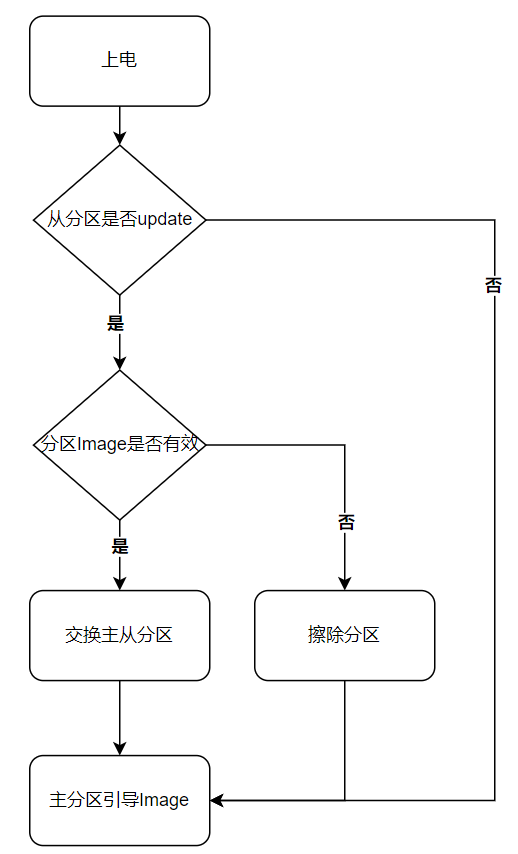 上电
从分区是否update
否
是
分区Image是否有效
否
是
交换主从分区
擦除分区
主分区引导Image